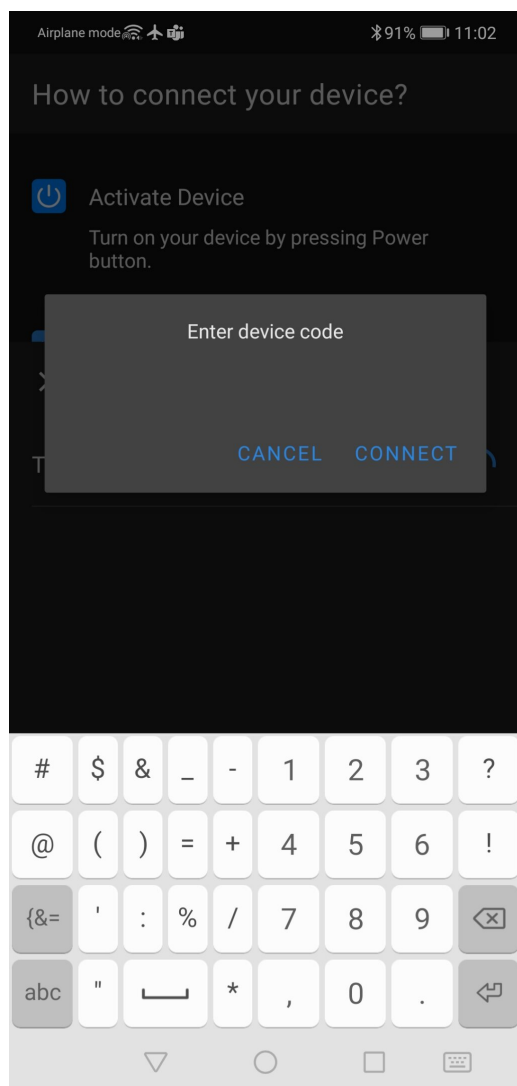 Airplane mode 91% 11:02
How to connect your device?
Activate Device
Turn on your device by pressing Power
button.
Enter device code
T
CANCEL CONNECT
# $ & _ - 1 2 3 ?
@ ( ) = + 4 5 6 !
{&= ' : % / 7 8 9
abc " * , 0 .